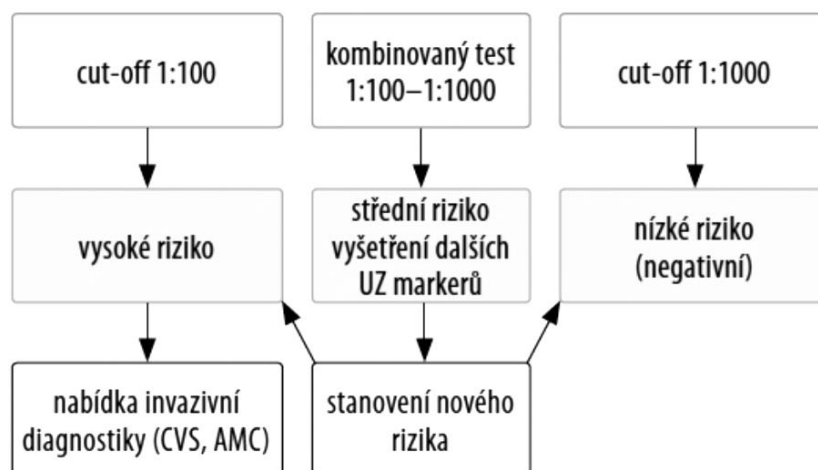 cut-off 1:100
kombinovaný test
1:100–1:1000
cut-off 1:1000
vysoké riziko
střední riziko
vyšetření dalších
UZ markerů
nízké riziko
(negativní)
nabídka invazivní
diagnostiky (CVS, AMC)
stanovení nového
rizika